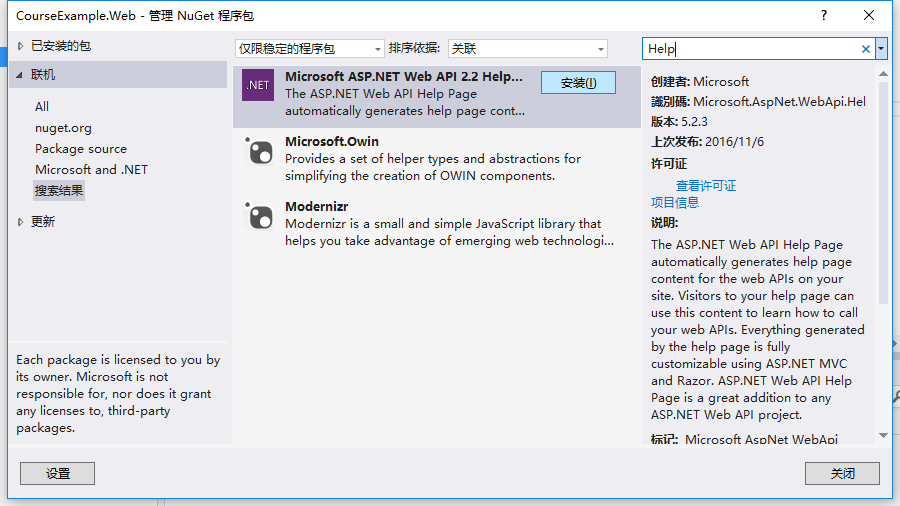 CourseExample.Web - 管理 NuGet 程序包
?
已安装的包
联机
All
nuget.org
Package source
Microsoft and .NET
搜索结果
更新
Each package is licensed to you by
its owner. Microsoft is not
responsible for, nor does it grant
any licenses to, third-party
packages.
仅限稳定的程序包 排序依据: 关联
.NET
Microsoft ASP.NET Web API 2.2 Help...
安装(I)
The ASP.NET Web API Help Page
automatically generates help page cont...
Microsoft.Owin
Provides a set of helper types and abstractions for
simplifying the creation of OWIN components.
Modernizr
Modernizr is a small and simple JavaScript library that
helps you take advantage of emerging web technologi...
Help
创建者: Microsoft
識別碼: Microsoft.AspNet.WebApi.Hel
版本: 5.2.3
上次发布: 2016/11/6
许可证
查看许可证
项目信息
说明:
The ASP.NET Web API Help Page
automatically generates help page
content for the web APIs on your
site. Visitors to your help page can
use this content to learn how to call
your web APIs. Everything generated
by the help page is fully
customizable using ASP.NET MVC
and Razor. ASP.NET Web API Help
Page is a great addition to any
ASP.NET Web API project.
标记: Microsoft AspNet WebApi
设置
关闭